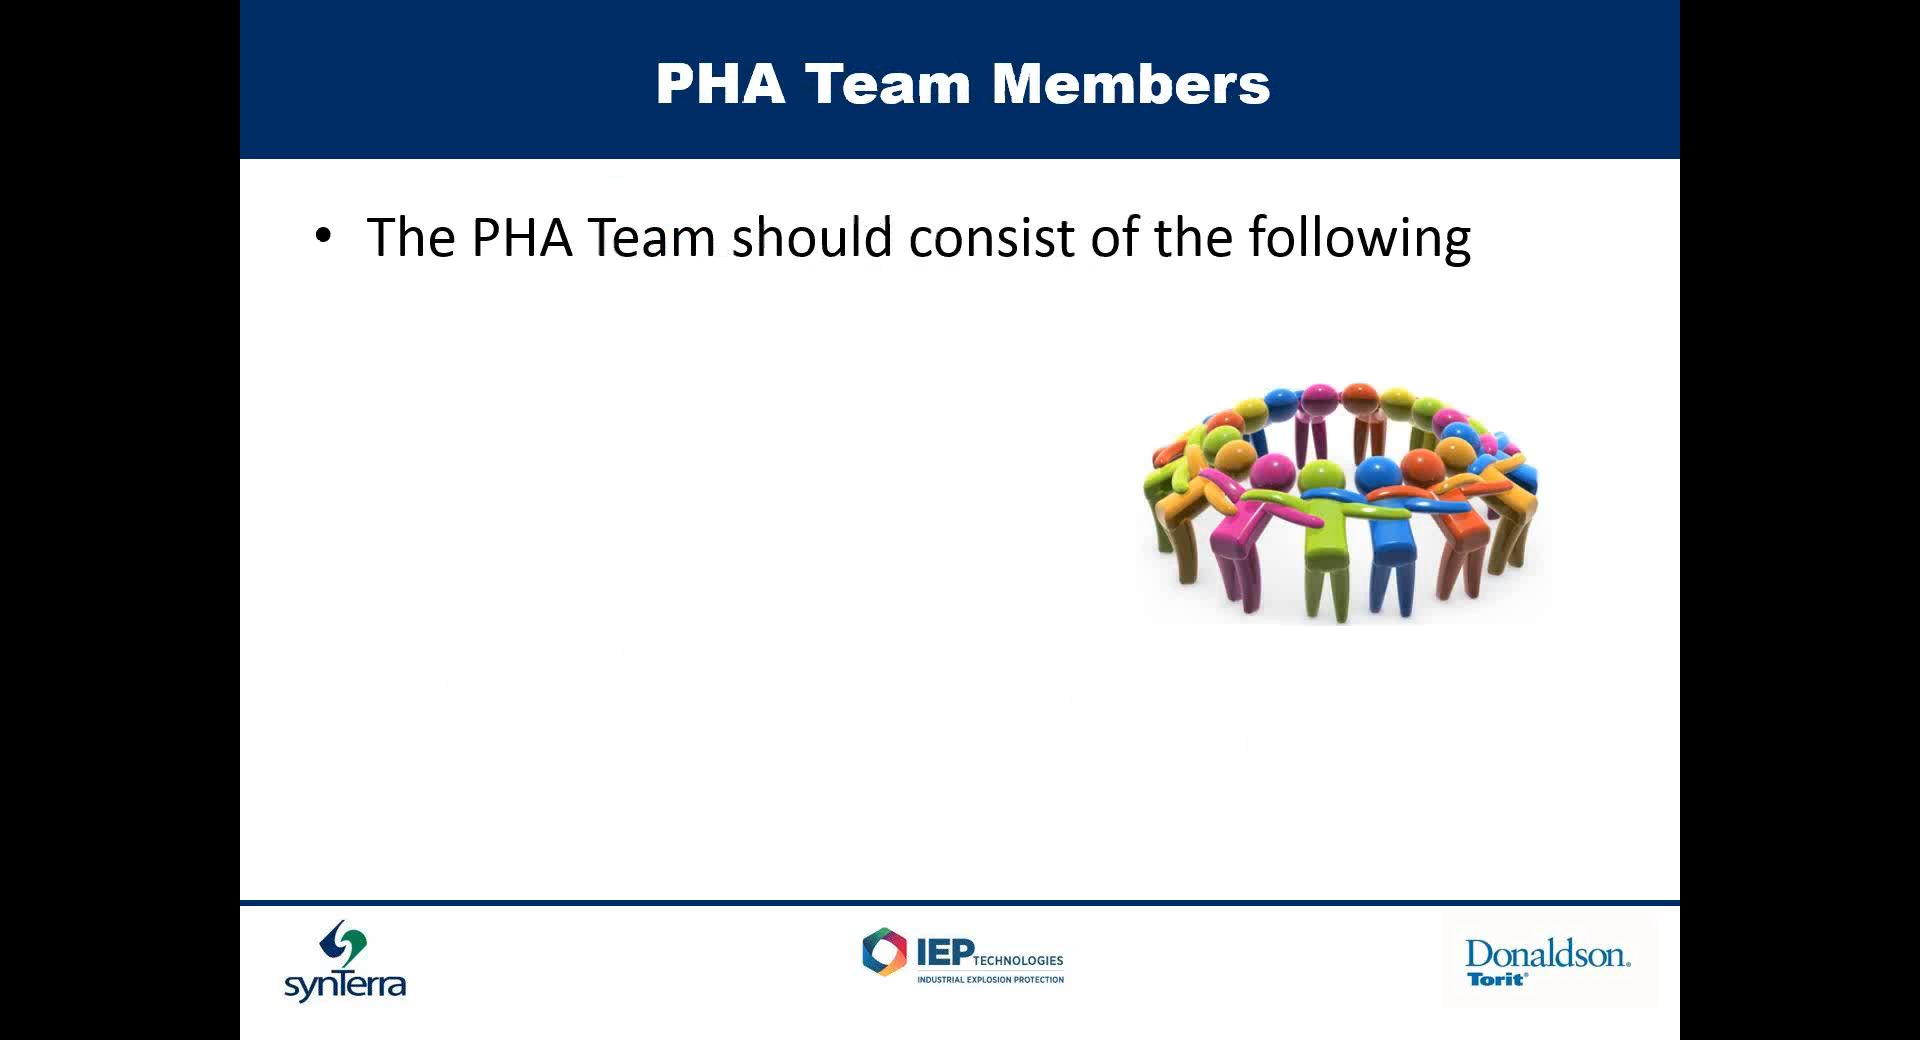 PHA Team Members
• The PHA Team should consist of the following
synTerra
IEP TECHNOLOGIES
INDUSTRIAL EXPLOSION PROTECTION
Donaldson®
Torit®